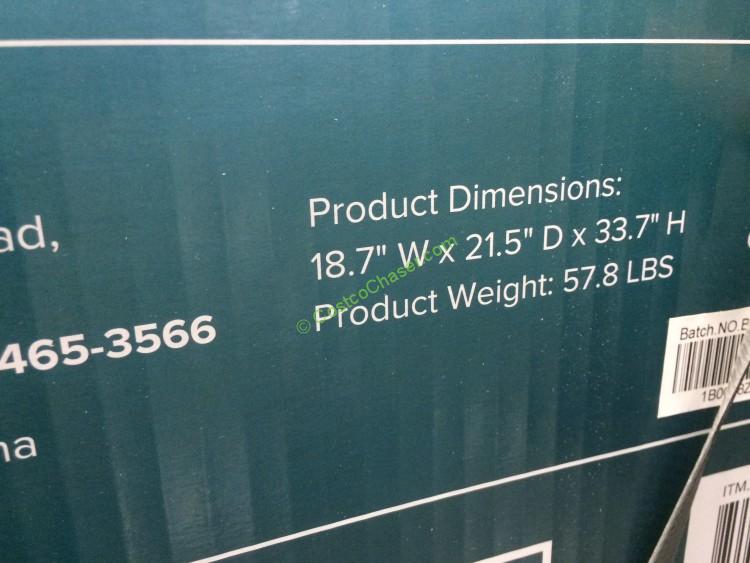 ad,
465-3566
na
Product Dimensions:
18.7" W x 21.5" D x 33.7" H
Product Weight: 57.8 LBS
© CostcoChaser.com
Batch.NO.B
ITM.